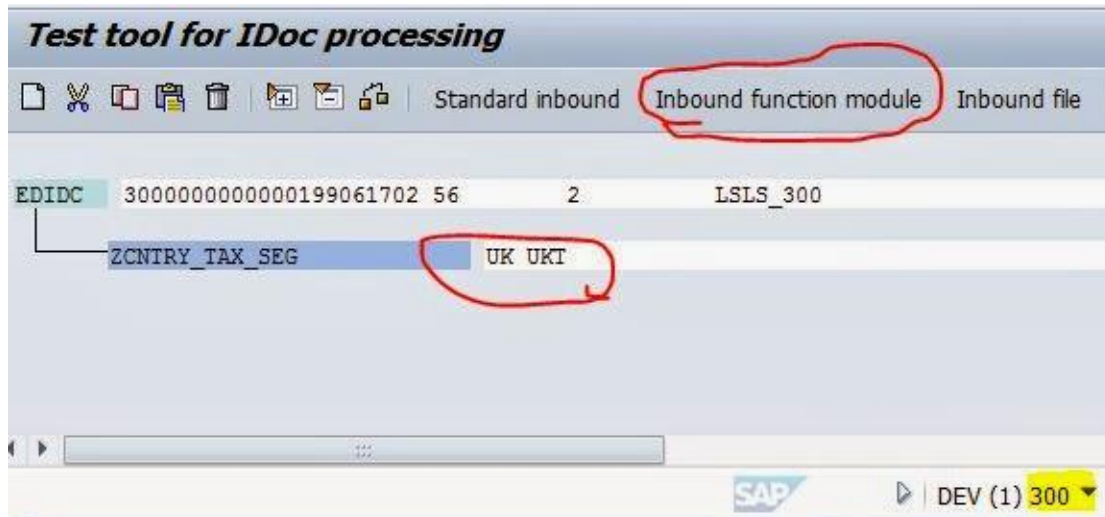 Test tool for IDoc processing
Standard inbound Inbound function module Inbound file
EDIDC 3000000000000199061702 56 2 LSLS_300
ZCNTRY_TAX_SEG UK UKT
SAP DEV (1) 300